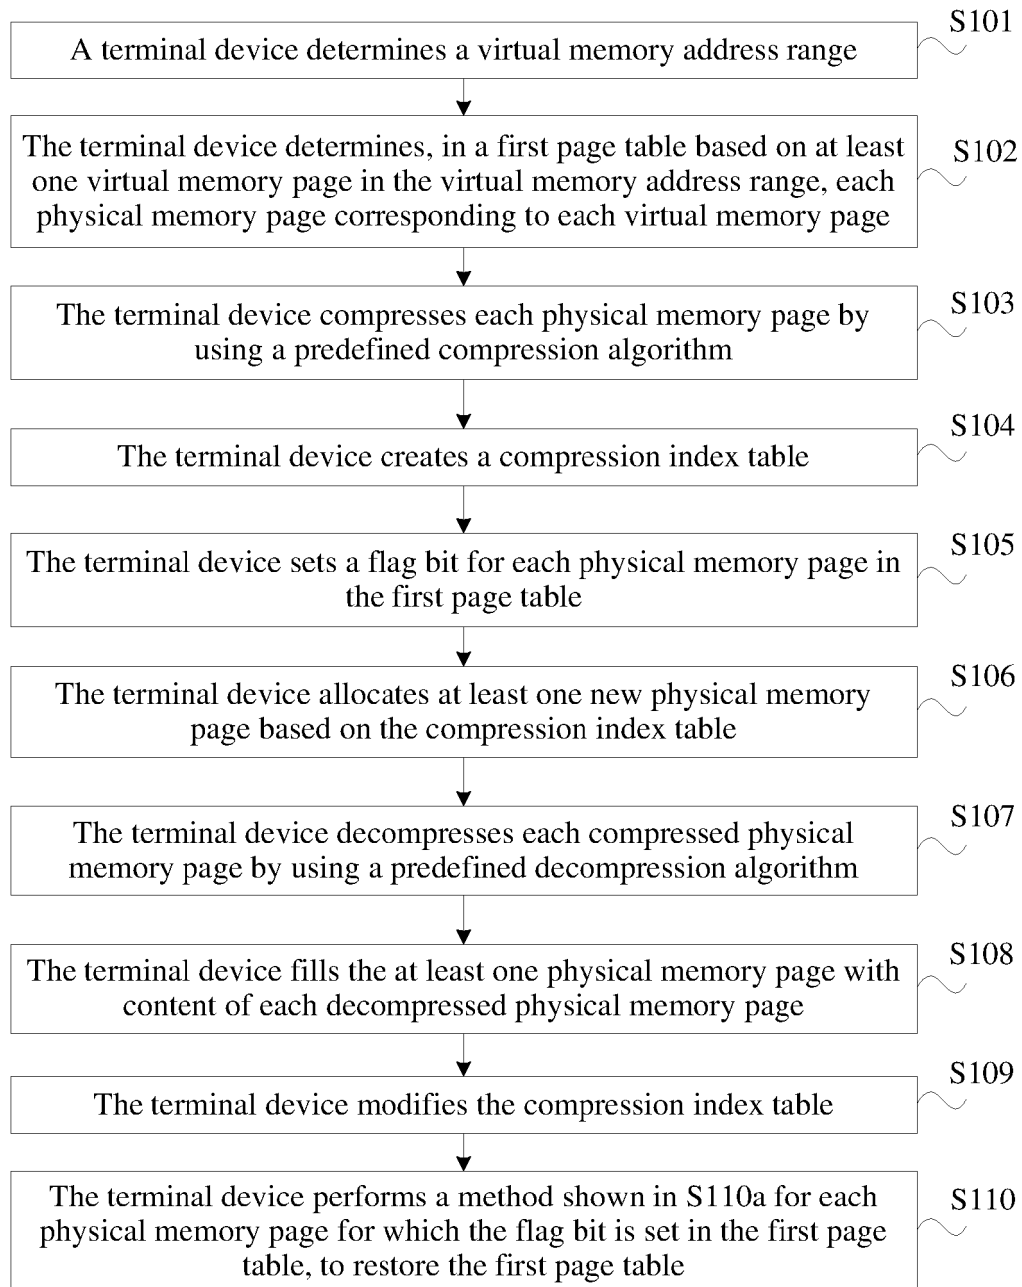 S101
A terminal device determines a virtual memory address range
The terminal device determines, in a first page table based on at least
one virtual memory page in the virtual memory address range, each
physical memory page corresponding to each virtual memory page
S102
The terminal device compresses each physical memory page by
using a predefined compression algorithm
S103
The terminal device creates a compression index table
S104
The terminal device sets a flag bit for each physical memory page in
the first page table
S105
The terminal device allocates at least one new physical memory
page based on the compression index table
S106
The terminal device decompresses each compressed physical
memory page by using a predefined decompression algorithm
S107
The terminal device fills the at least one physical memory page with
content of each decompressed physical memory page
S108
The terminal device modifies the compression index table
S109
The terminal device performs a method shown in S110a for each
physical memory page for which the flag bit is set in the first page
table, to restore the first page table
S110